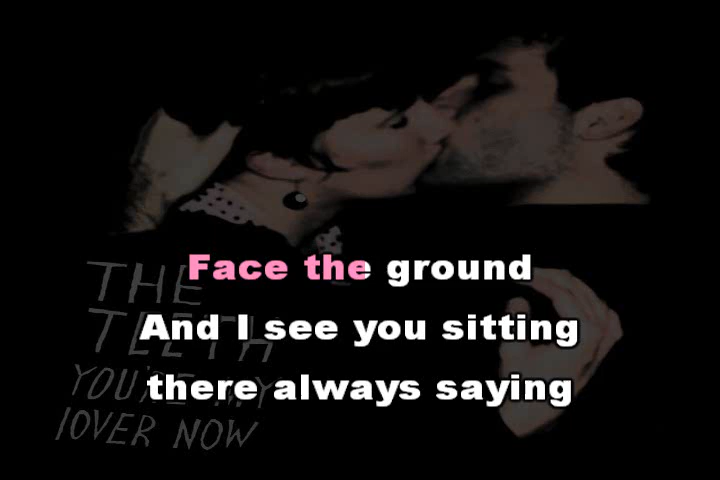 Face the ground
And I see you sitting
there always saying
THE
TEETH
YOU'RE MY
LOVER NOW